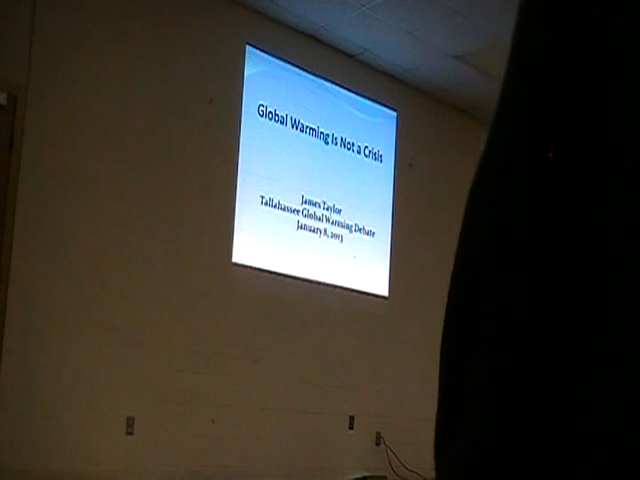 Global Warming Is Not a Crisis
James Taylor
Tallahassee Global Warming Debate
January 8, 2013